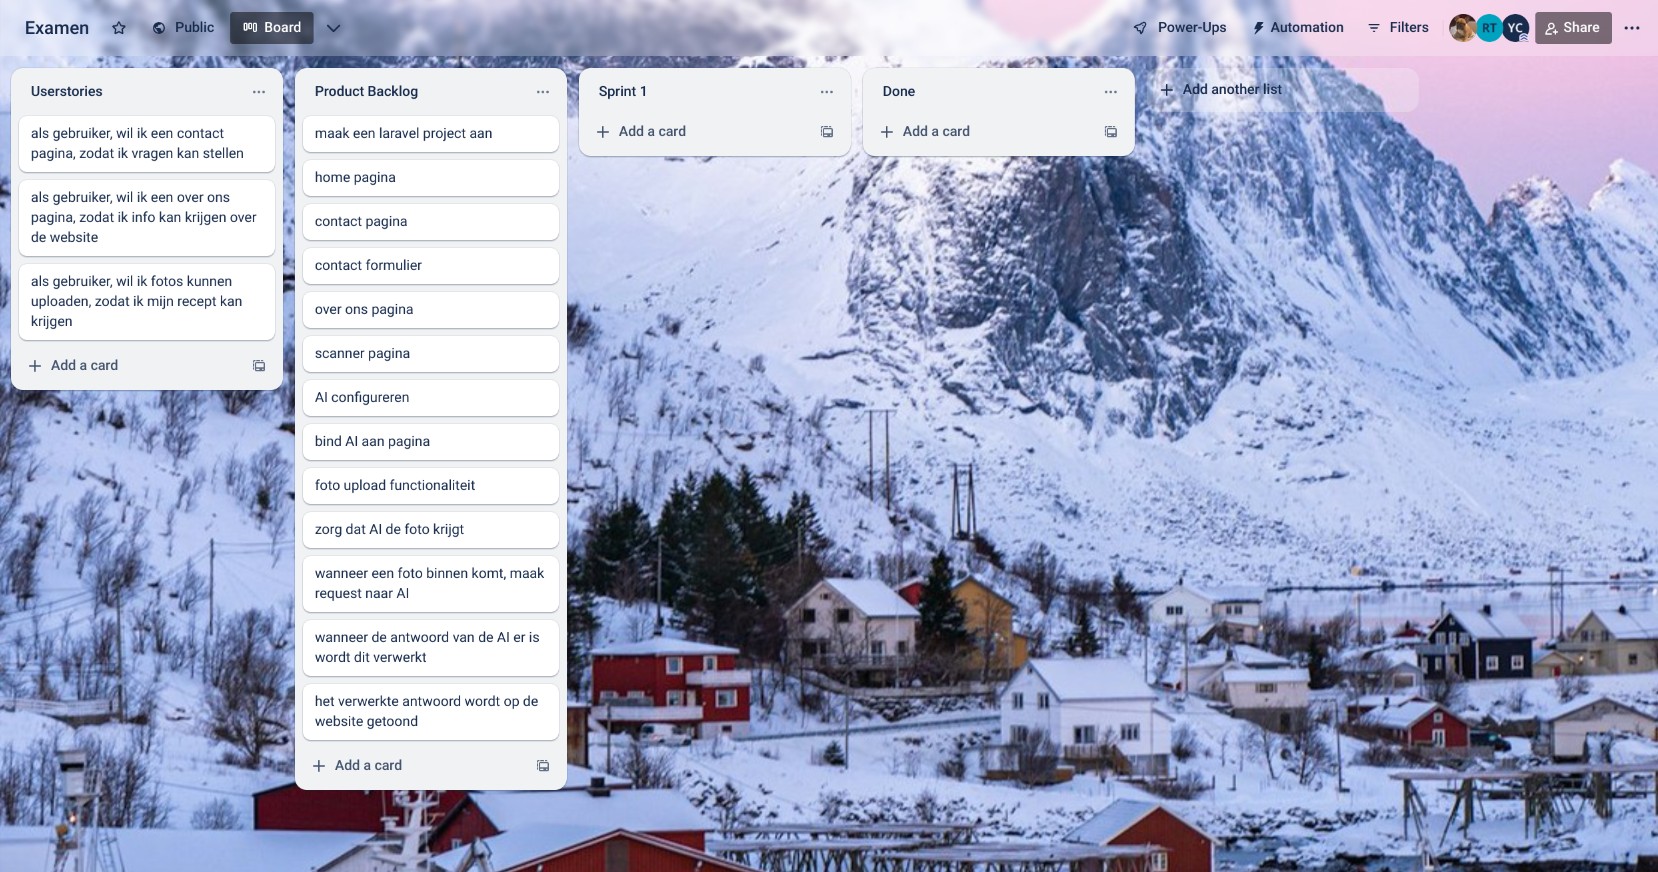 Examen
Public
Board
Power-Ups
Automation
Filters
RT
YC
Share
Userstories
als gebruiker, wil ik een contact
pagina, zodat ik vragen kan stellen
als gebruiker, wil ik een over ons
pagina, zodat ik info kan krijgen over
de website
als gebruiker, wil ik fotos kunnen
uploaden, zodat ik mijn recept kan
krijgen
Add a card
Product Backlog
maak een laravel project aan
home pagina
contact pagina
contact formulier
over ons pagina
scanner pagina
AI configureren
bind AI aan pagina
foto upload functionaliteit
zorg dat AI de foto krijgt
wanneer een foto binnen komt, maak
request naar AI
wanneer de antwoord van de AI er is
wordt dit verwerkt
het verwerkte antwoord wordt op de
website getoond
Add a card
Sprint 1
Add a card
Done
Add a card
Add another list